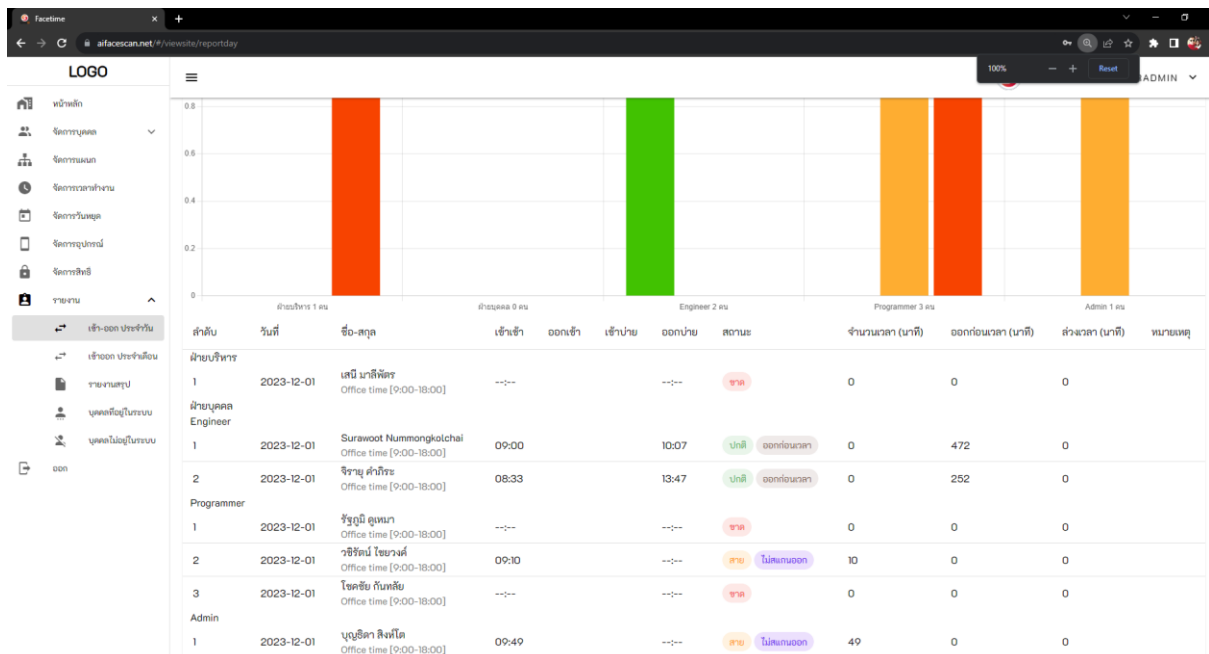 Facetime
aifacescan.net/#/viewsite/reportday
100% Reset
LOGO
ADMIN
หน้าหลัก
จัดการบุคคล
จัดการแผนก
จัดการเวลาทำงาน
จัดการวันหยุด
จัดการอุปกรณ์
จัดการสิทธิ์
รายงาน
เข้า-ออก ประจำวัน
เข้าออก ประจำเดือน
รายงานสรุป
บุคคลที่อยู่ในระบบ
บุคคลไม่อยู่ในระบบ
ออก
0.8
0.6
0.4
0.2
0
ฝ่ายบริหาร 1 คน ฝ่ายบุคคล 0 คน Engineer 2 คน Programmer 3 คน Admin 1 คน
ลำดับ วันที่ ชื่อ-สกุล เข้าเช้า ออกเช้า เข้าบ่าย ออกบ่าย สถานะ จำนวนเวลา (นาที) ออกก่อนเวลา (นาที) ล่วงเวลา (นาที) หมายเหตุ
ฝ่ายบริหาร
1 2023-12-01 เสนี มาลีพัตร --:-- --:-- ขาด 0 0 0
Office time [9:00-18:00]
ฝ่ายบุคคล
Engineer
1 2023-12-01 Surawoot Nummongkolchai 09:00 10:07 ปกติ ออกก่อนเวลา 0 472 0
Office time [9:00-18:00]
2 2023-12-01 จิรายุ คำภิระ 08:33 13:47 ปกติ ออกก่อนเวลา 0 252 0
Office time [9:00-18:00]
Programmer
1 2023-12-01 รัฐภูมิ ดูเหมา --:-- --:-- ขาด 0 0 0
Office time [9:00-18:00]
2 2023-12-01 วชิรัตน์ ไชยวงค์ 09:10 --:-- สาย ไม่สแกนออก 10 0 0
Office time [9:00-18:00]
3 2023-12-01 โชคชัย กันทลัย --:-- --:-- ขาด 0 0 0
Office time [9:00-18:00]
Admin
1 2023-12-01 บุญธิดา สิงห์โต 09:49 --:-- สาย ไม่สแกนออก 49 0 0
Office time [9:00-18:00]